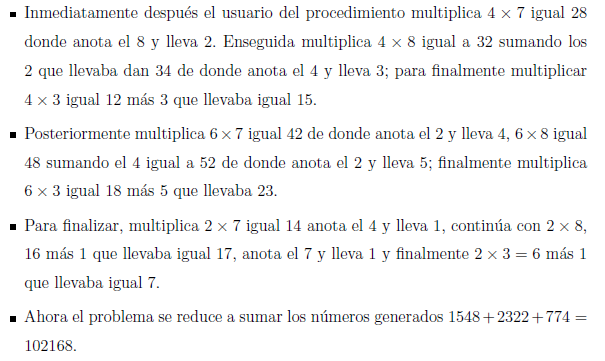 ▪ Inmediatamente después el usuario del procedimiento multiplica 4 × 7 igual 28
donde anota el 8 y lleva 2. Enseguida multiplica 4 × 8 igual a 32 sumando los
2 que llevaba dan 34 de donde anota el 4 y lleva 3; para finalmente multiplicar
4 × 3 igual 12 más 3 que llevaba igual 15.
▪ Posteriormente multiplica 6 × 7 igual 42 de donde anota el 2 y lleva 4, 6 × 8 igual
48 sumando el 4 igual a 52 de donde anota el 2 y lleva 5; finalmente multiplica
6 × 3 igual 18 más 5 que llevaba 23.
▪ Para finalizar, multiplica 2 × 7 igual 14 anota el 4 y lleva 1, continúa con 2 × 8,
16 más 1 que llevaba igual 17, anota el 7 y lleva 1 y finalmente 2 × 3 = 6 más 1
que llevaba igual 7.
▪ Ahora el problema se reduce a sumar los números generados 1548 + 2322 + 774 =
102168.